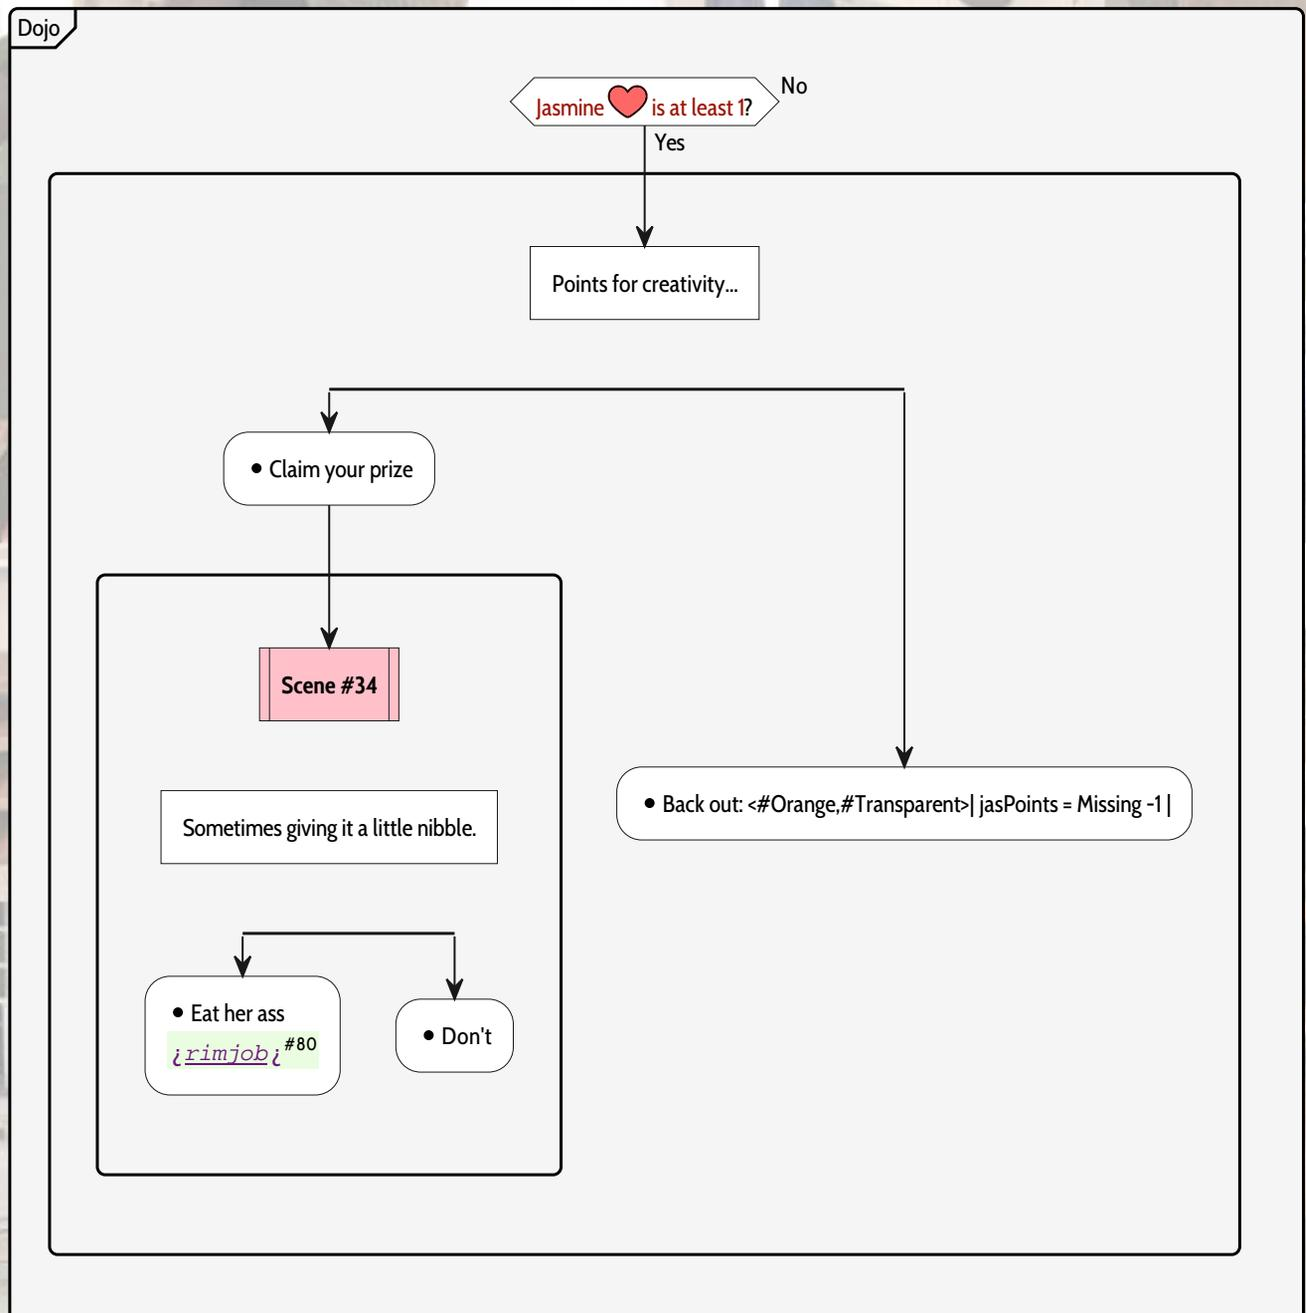 Dojo
Jasmine is at least 1?
No
Yes
Points for creativity...
• Claim your prize
Scene #34
Sometimes giving it a little nibble.
• Back out: <#Orange,#Transparent>| jasPoints = Missing -1 |
• Eat her ass
¿rimjob¿#80
• Don't